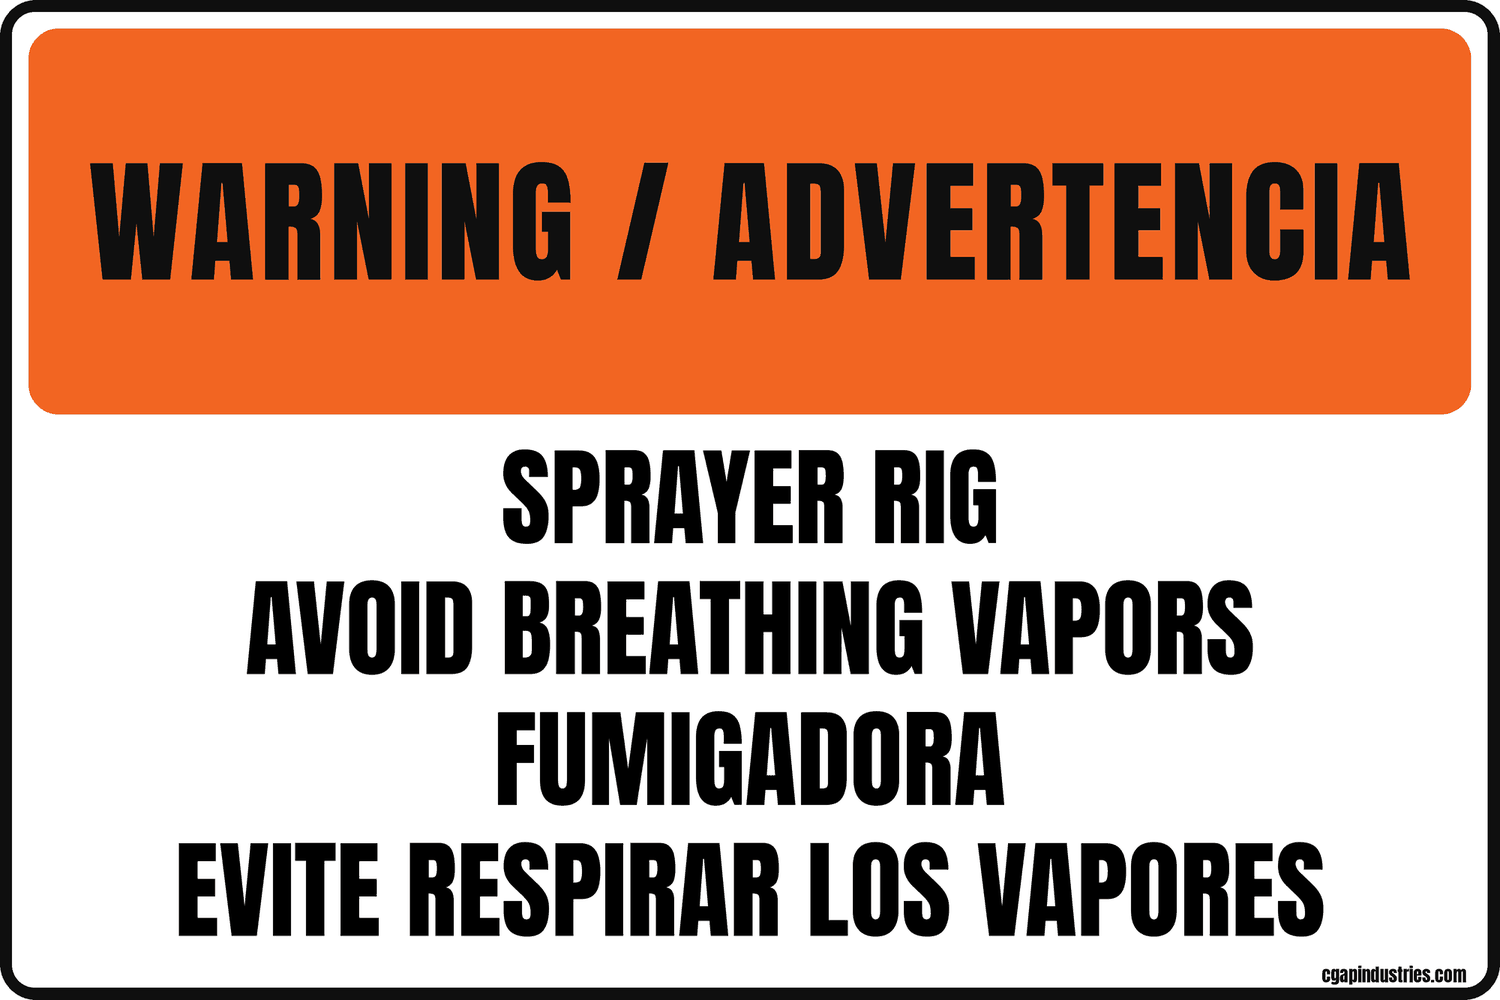 WARNING / ADVERTENCIA
SPRAYER RIG
AVOID BREATHING VAPORS
FUMIGADORA
EVITE RESPIRAR LOS VAPORES
cgapindustries.com